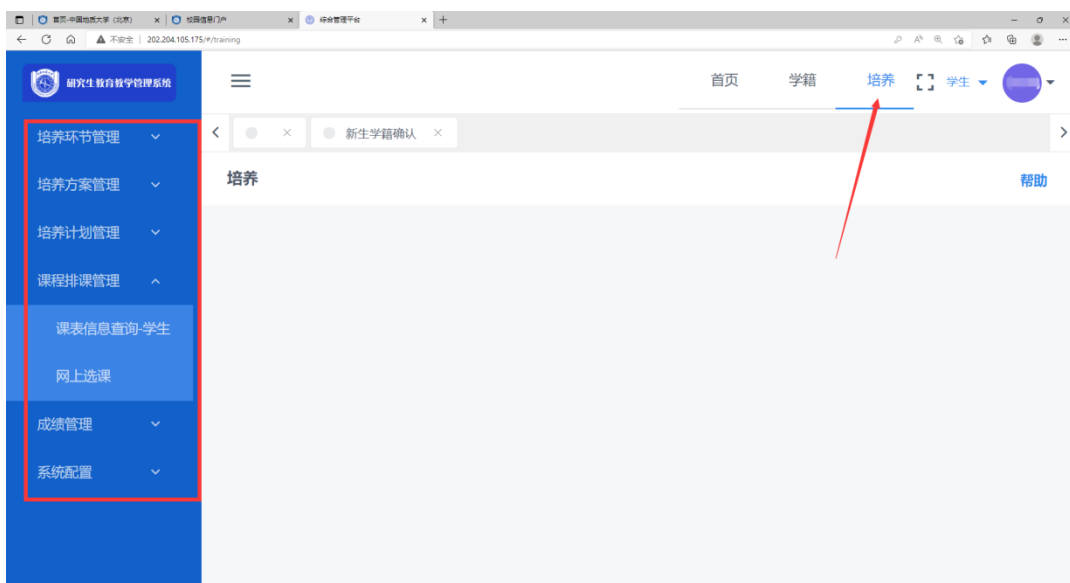 首页-中国地质大学（北京）
校园信息门户
综合管理平台
不安全 | 202.204.105.175/#/training
研究生教育教学管理系统
首页
学籍
培养
学生
新生学籍确认
培养
帮助
培养环节管理
培养方案管理
培养计划管理
课程排课管理
课表信息查询-学生
网上选课
成绩管理
系统配置